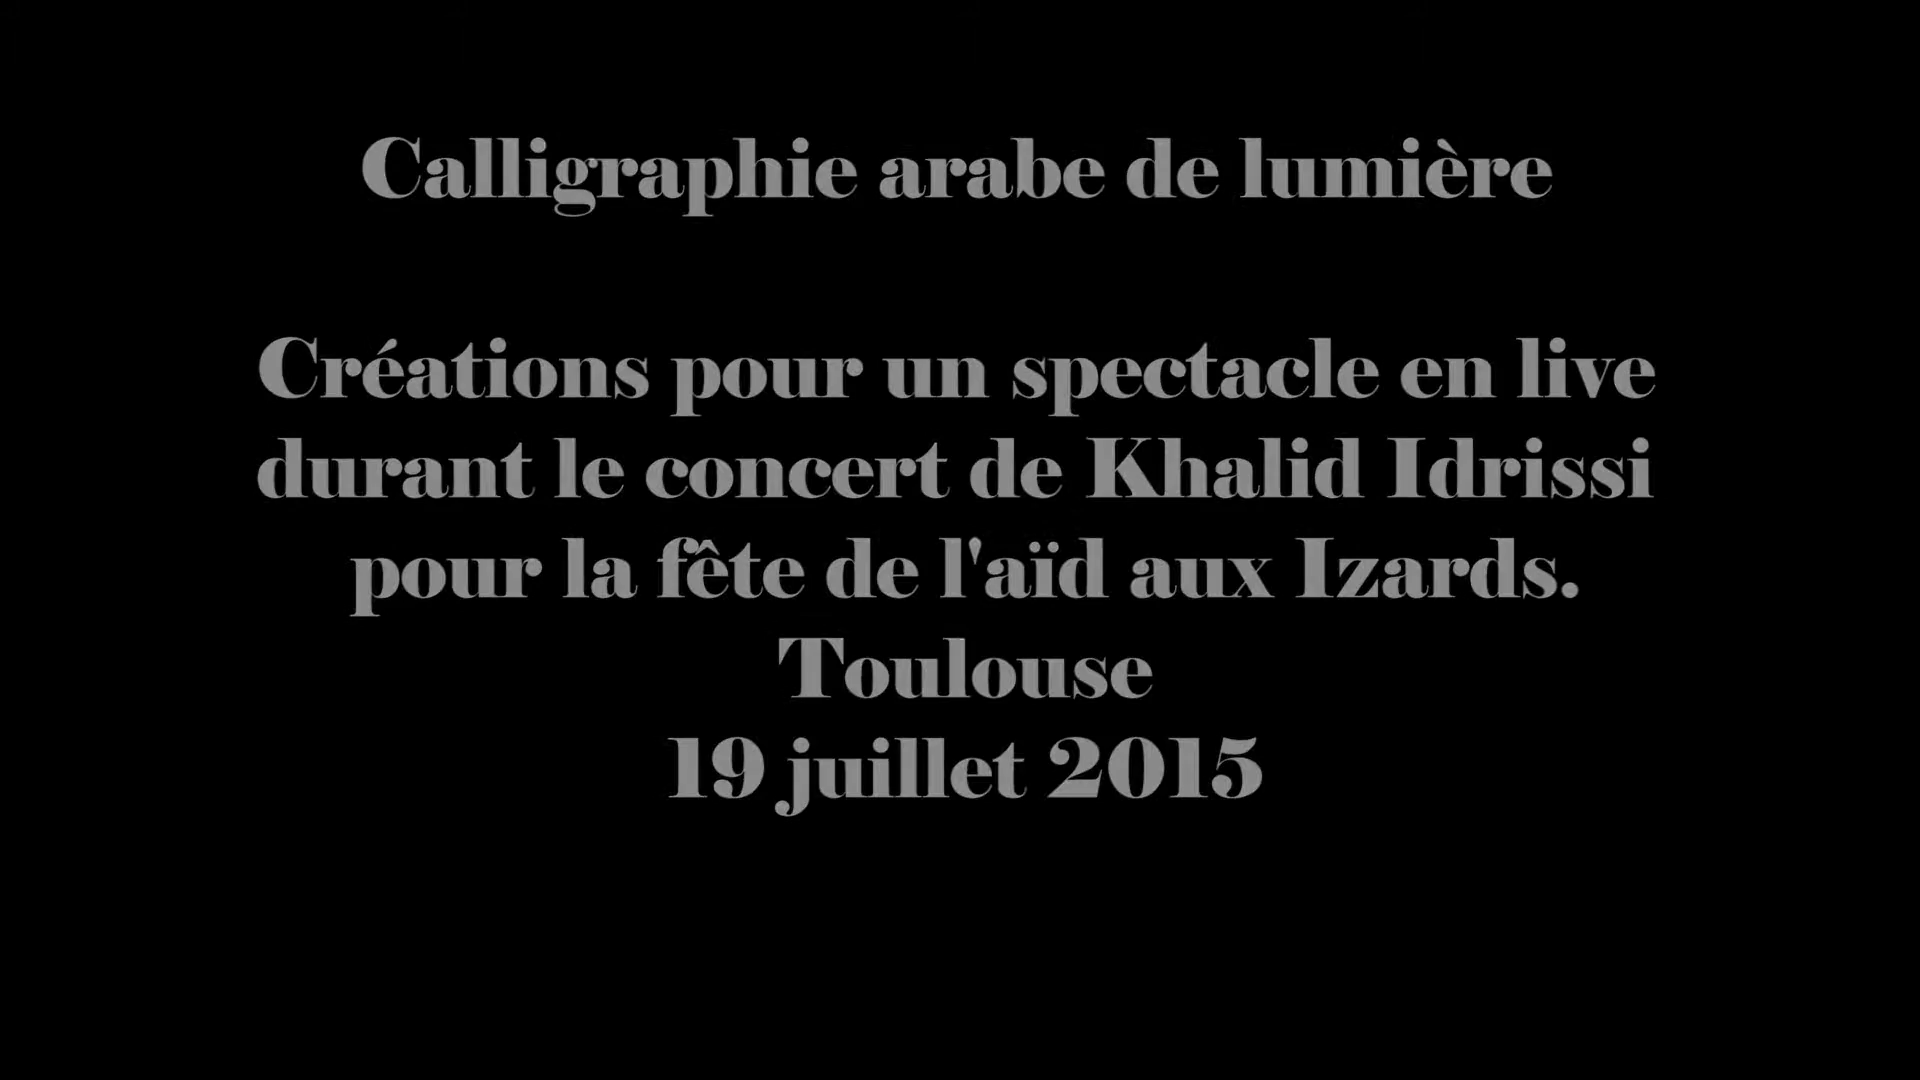 Calligraphie arabe de lumière
Créations pour un spectacle en live
durant le concert de Khalid Idrissi
pour la fête de l'aïd aux Izards.
Toulouse
19 juillet 2015